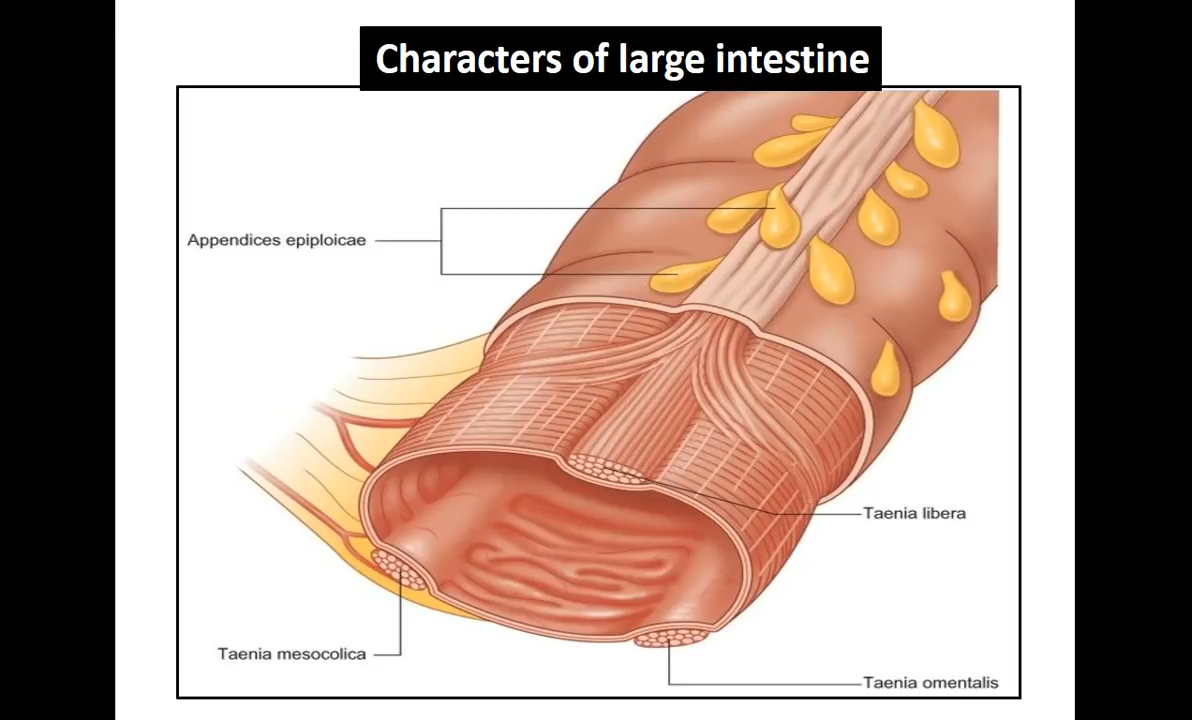 Characters of large intestine
Appendices epiploicae
Taenia libera
Taenia mesocolica
Taenia omentalis